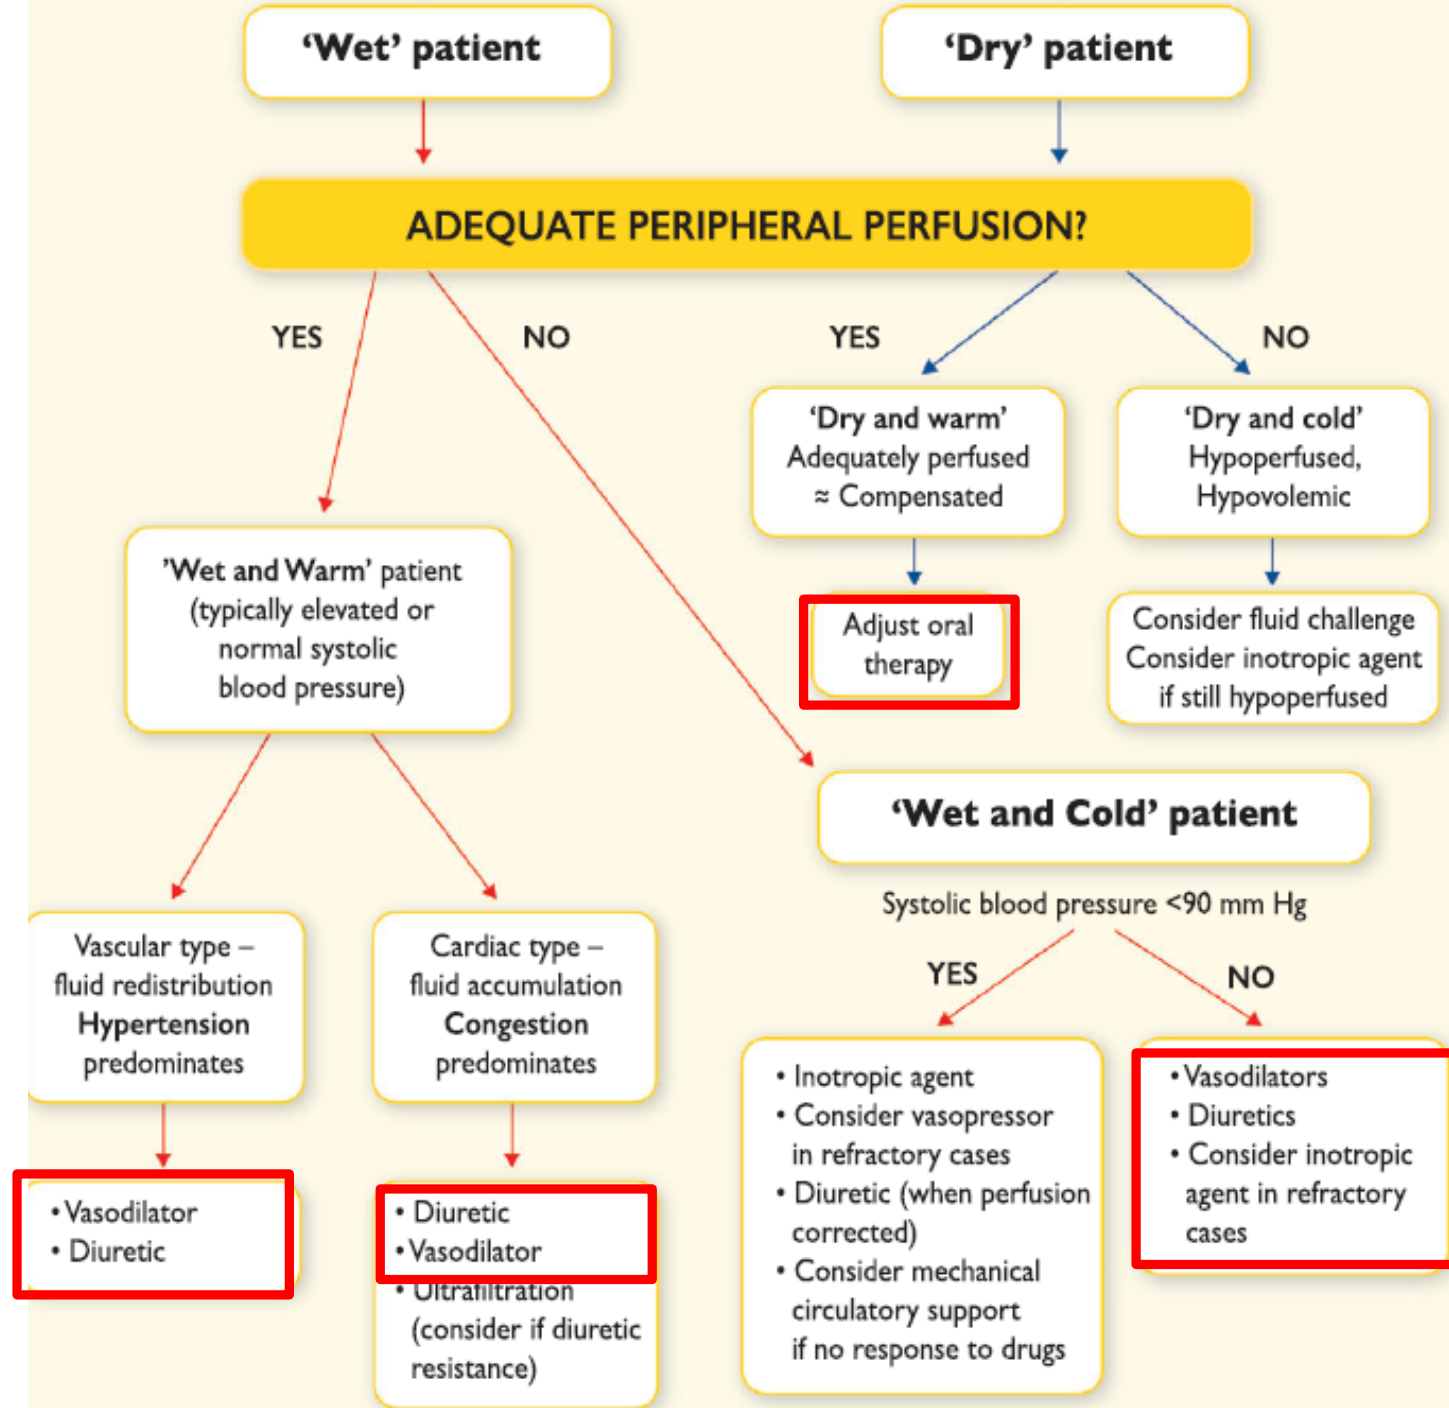 ‘Wet’ patient
‘Dry’ patient
ADEQUATE PERIPHERAL PERFUSION?
YES
NO
YES
NO
‘Dry and warm’
Adequately perfused
≈ Compensated
‘Dry and cold’
Hypoperfused,
Hypovolemic
’Wet and Warm’ patient
(typically elevated or
normal systolic
blood pressure)
Adjust oral
therapy
Consider fluid challenge
Consider inotropic agent
if still hypoperfused
‘Wet and Cold’ patient
Systolic blood pressure <90 mm Hg
YES
NO
Vascular type –
fluid redistribution
Hypertension
predominates
Cardiac type –
fluid accumulation
Congestion
predominates
• Vasodilator
• Diuretic
• Diuretic
• Vasodilator
• Ultrafiltration
(consider if diuretic
resistance)
• Inotropic agent
• Consider vasopressor
in refractory cases
• Diuretic (when perfusion
corrected)
• Consider mechanical
circulatory support
if no response to drugs
• Vasodilators
• Diuretics
• Consider inotropic
agent in refractory
cases